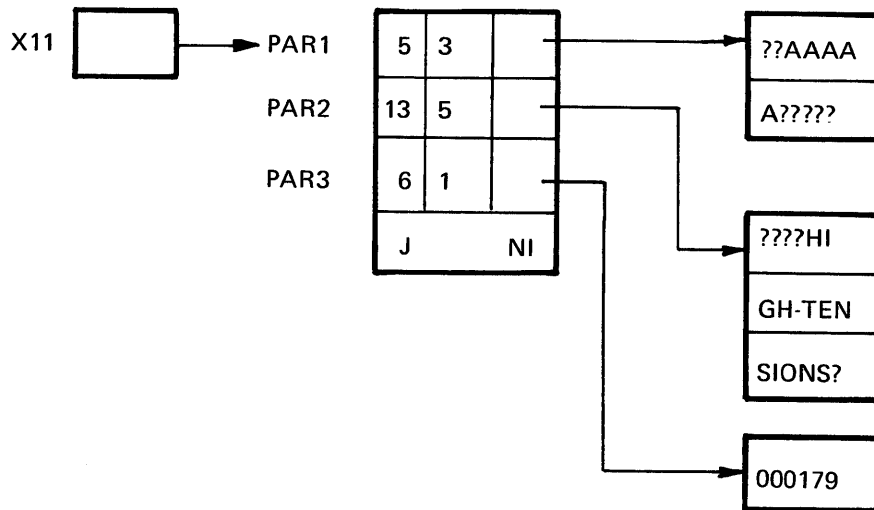 X11 PAR1 5 3 ??AAAA
A?????
PAR2 13 5
PAR3 6 1
J NI
????HI
GH-TEN
SIONS?
000179